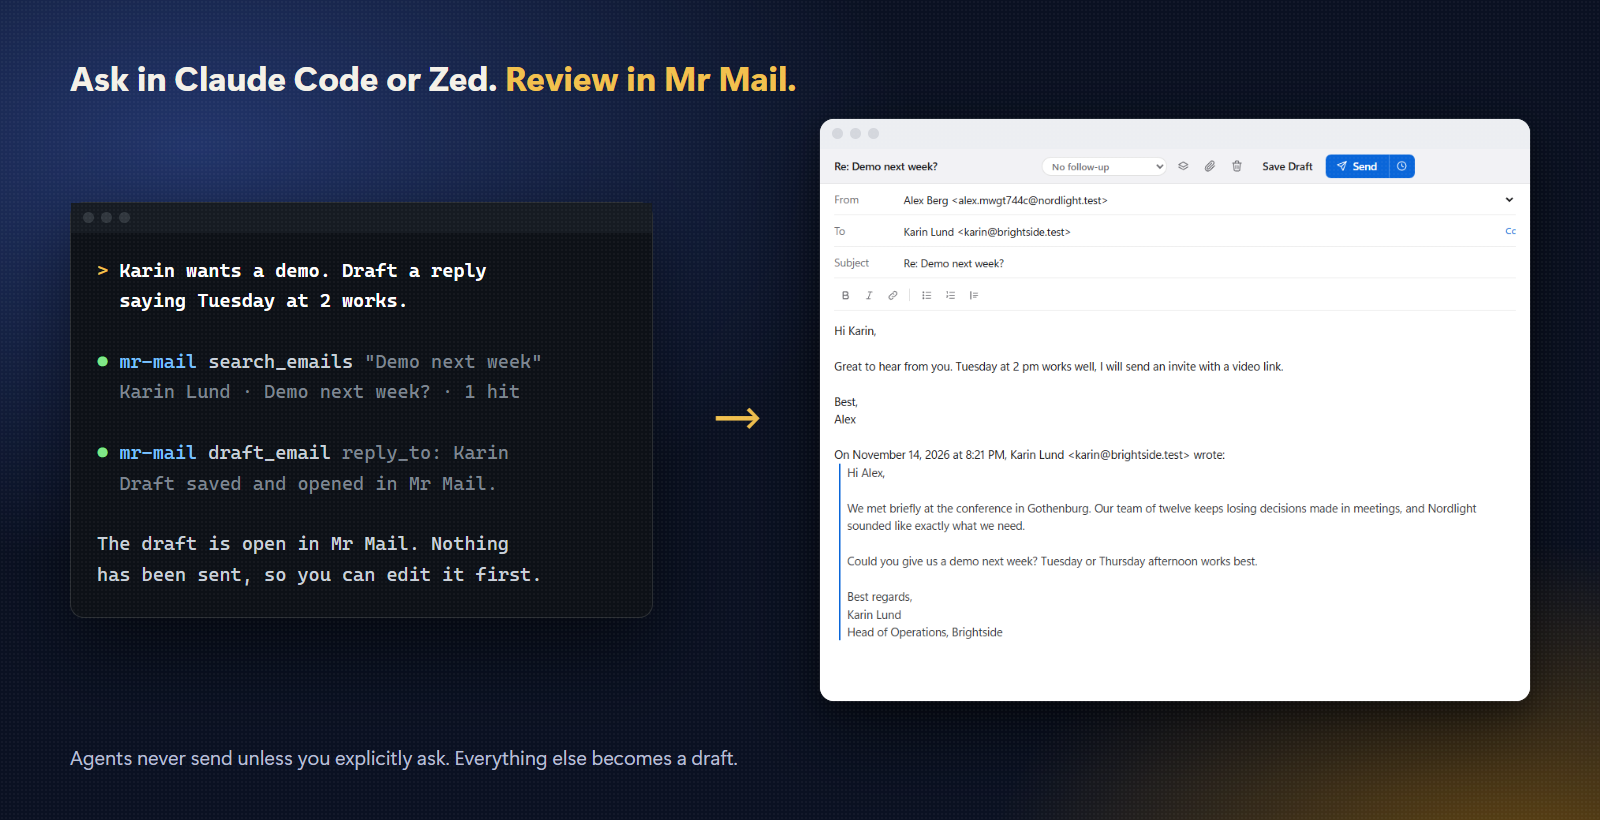 Ask in Claude Code or Zed. Review in Mr Mail.
> Karin wants a demo. Draft a reply
saying Tuesday at 2 works.
mr-mail search_emails "Demo next week"
Karin Lund · Demo next week? · 1 hit
mr-mail draft_email reply_to: Karin
Draft saved and opened in Mr Mail.
The draft is open in Mr Mail. Nothing
has been sent, so you can edit it first.
→
Re: Demo next week? No follow-up Save Draft Send
From Alex Berg <alex.mwgt744c@nordlight.test>
To Karin Lund <karin@brightside.test> Cc
Subject Re: Demo next week?
B I
Hi Karin,
Great to hear from you. Tuesday at 2 pm works well, I will send an invite with a video link.
Best,
Alex
On November 14, 2026 at 8:21 PM, Karin Lund <karin@brightside.test> wrote:
Hi Alex,
We met briefly at the conference in Gothenburg. Our team of twelve keeps losing decisions made in meetings, and Nordlight
sounded like exactly what we need.
Could you give us a demo next week? Tuesday or Thursday afternoon works best.
Best regards,
Karin Lund
Head of Operations, Brightside
Agents never send unless you explicitly ask. Everything else becomes a draft.